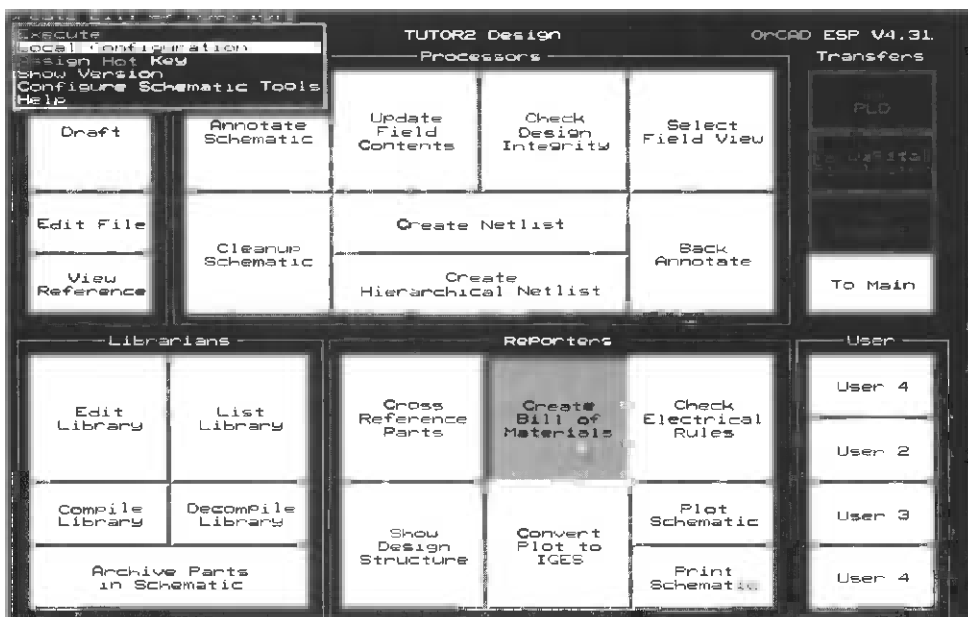 Execute
Local Configuration
Assign Hot Key
Show Version
Configure Schematic Tools
Help
TUTOR2 Design
OrCAD ESP V4.31
Processors
Transfers
Draft
Edit File
View
Reference
Annotate
Schematic
Update
Field
Contents
Check
Design
Integrity
Select
Field View
Cleanup
Schematic
Create Netlist
Create
Hierarchical Netlist
Back
Annotate
PLD
To Main
Librarians
Edit
Library
List
Library
Compile
Library
Decompile
Library
Archive Parts
in Schematic
Reporters
Cross
Reference
Parts
Create
Bill of
Materials
Check
Electrical
Rules
Show
Design
Structure
Convert
Plot to
IGES
Plot
Schematic
Print
Schematic
User
User 4
User 2
User 3
User 4